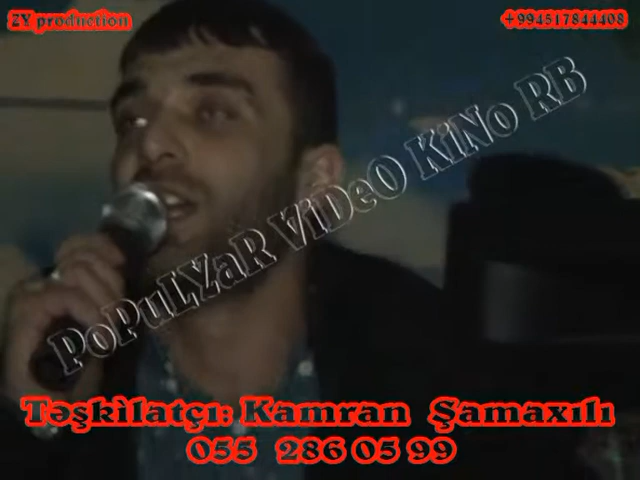 ZY production
+994517844408
PoPuLYaR ViDeO KiNo RB
Təşkilatçı: Kamran Şamaxılı
055 286 05 99